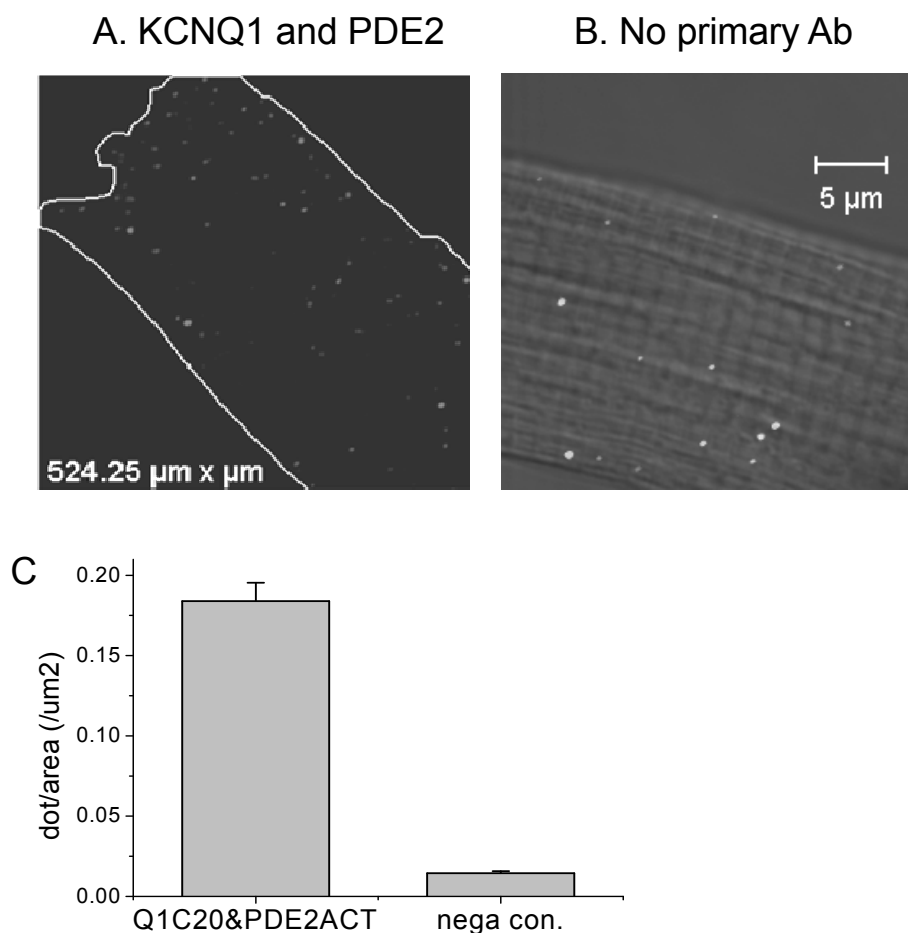 A. KCNQ1 and PDE2
B. No primary Ab
5 µm
524.25 µm x µm
C
0.20
0.15
0.10
0.05
0.00
dot/area (/um2)
Q1C20&PDE2ACT
nega con.